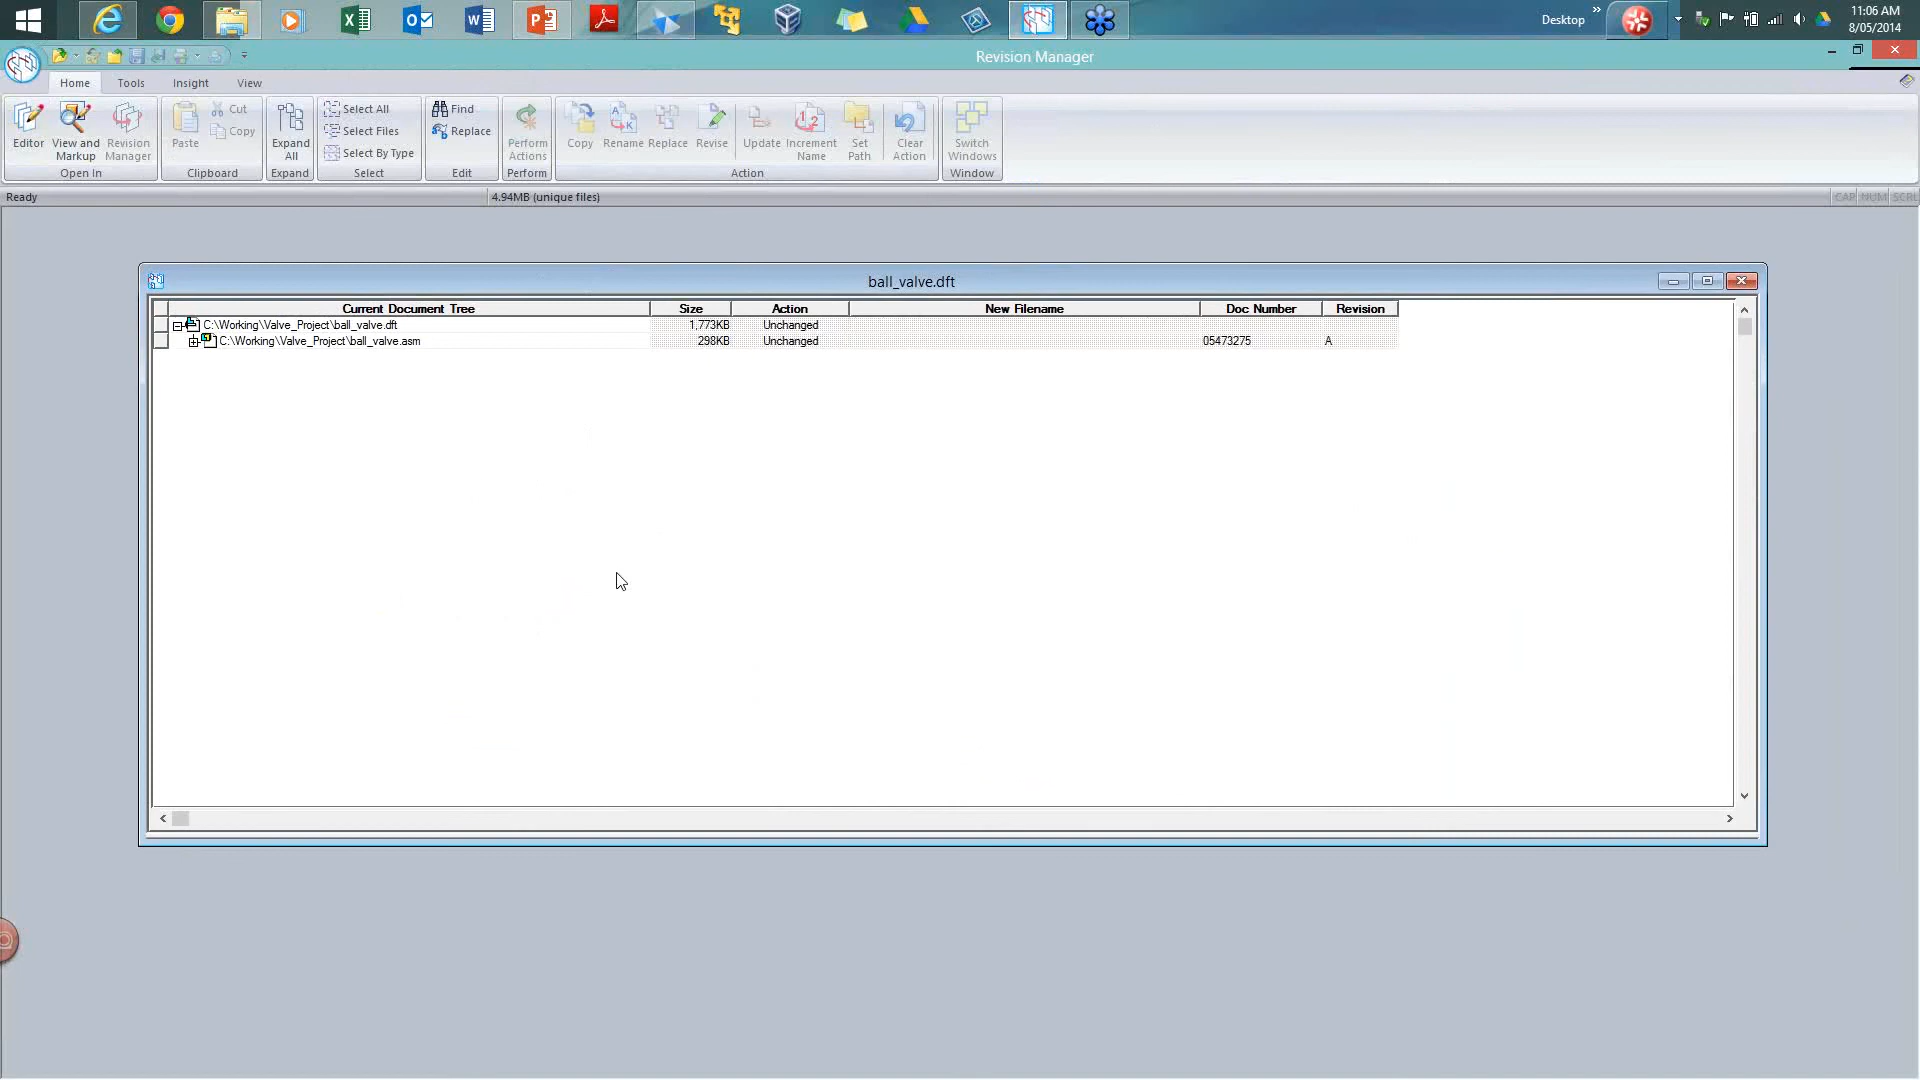 Desktop » 11:06 AM
8/05/2014
Revision Manager
Home Tools Insight View
Editor View and Markup Revision Manager
Open In
Paste Cut Copy
Clipboard
Expand All
Expand
Select All
Select Files
Select By Type
Select
Find
Replace
Edit
Perform Actions
Perform
Copy Rename Replace Revise Update Increment Name Set Path Clear Action
Action
Switch Windows
Window
Ready 4.94MB (unique files) CAP NUM SCRL
ball_valve.dft
Current Document Tree Size Action New Filename Doc Number Revision
C:\Working\Valve_Project\ball_valve.dft 1,773KB Unchanged
C:\Working\Valve_Project\ball_valve.asm 298KB Unchanged 05473275 A